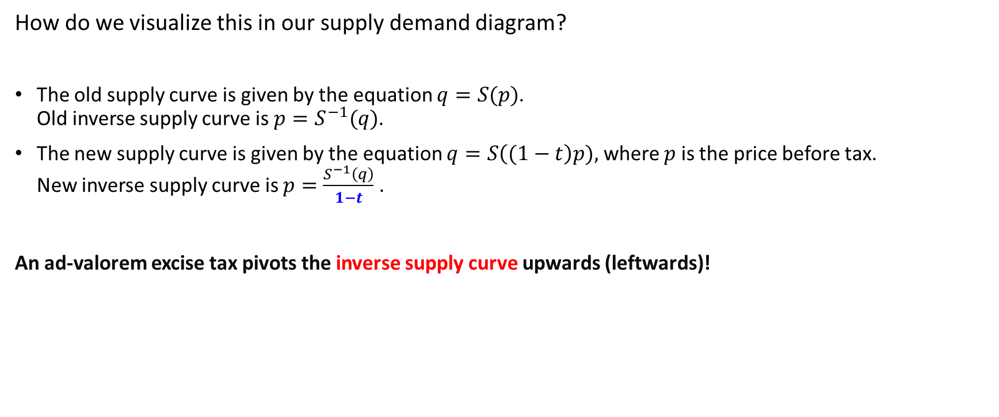 How do we visualize this in our supply demand diagram?
• The old supply curve is given by the equation 𝑞 = 𝑆(𝑝).
Old inverse supply curve is 𝑝 = 𝑆⁻¹(𝑞).
• The new supply curve is given by the equation 𝑞 = 𝑆((1 − 𝑡)𝑝), where 𝑝 is the price before tax.
New inverse supply curve is 𝑝 = 𝑆⁻¹(𝑞)/(1−𝑡) .
An ad-valorem excise tax pivots the inverse supply curve upwards (leftwards)!